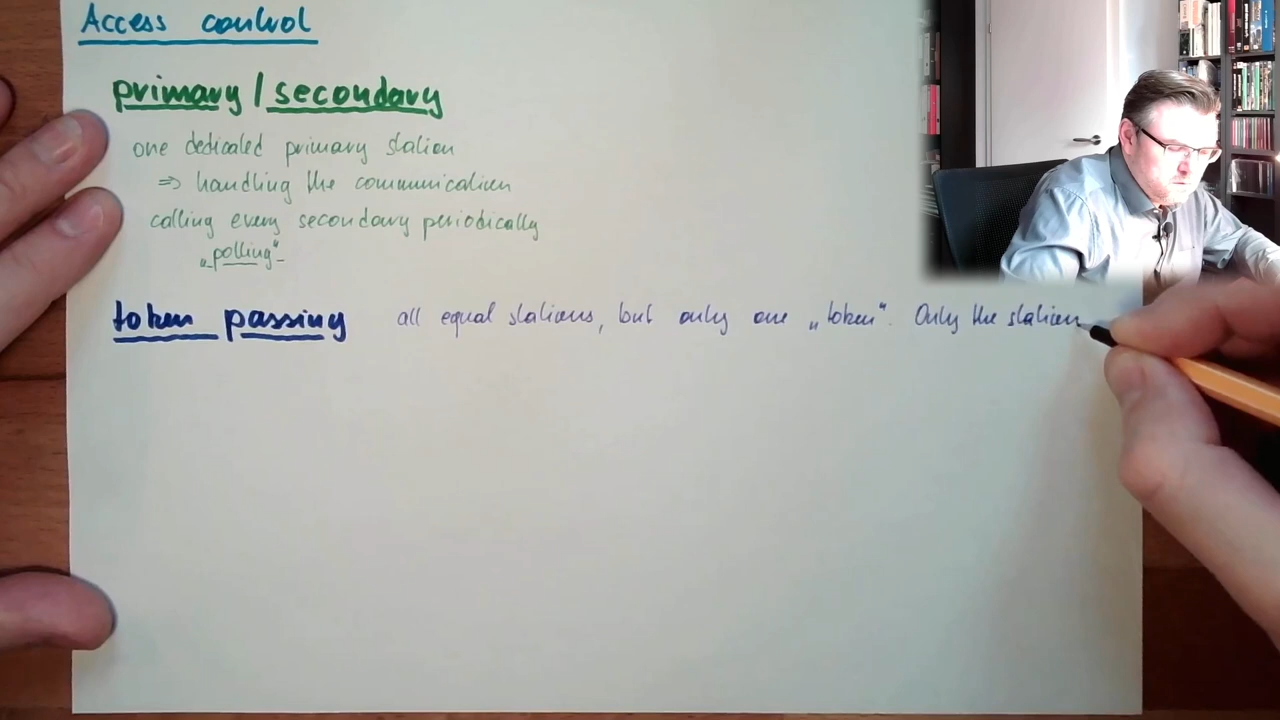 Access control
primary / secondary
one dedicated primary station
⇒ handling the communication
calling every secondary periodically
„polling“
token passing all equal stations, but only one „token“. Only the station